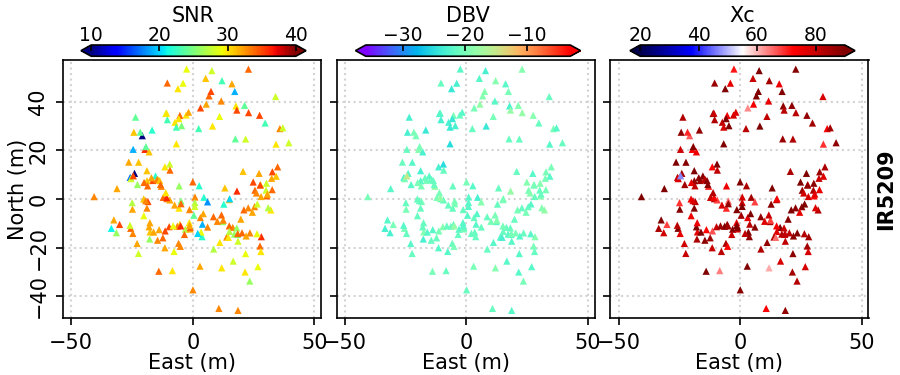 SNR DBV Xc
10 20 30 40 −30 −20 −10 20 40 60 80
40
20
0
−20
−40
North (m)
IR5209
−50 0 50 −50 0 50 −50 0 50
East (m) East (m) East (m)